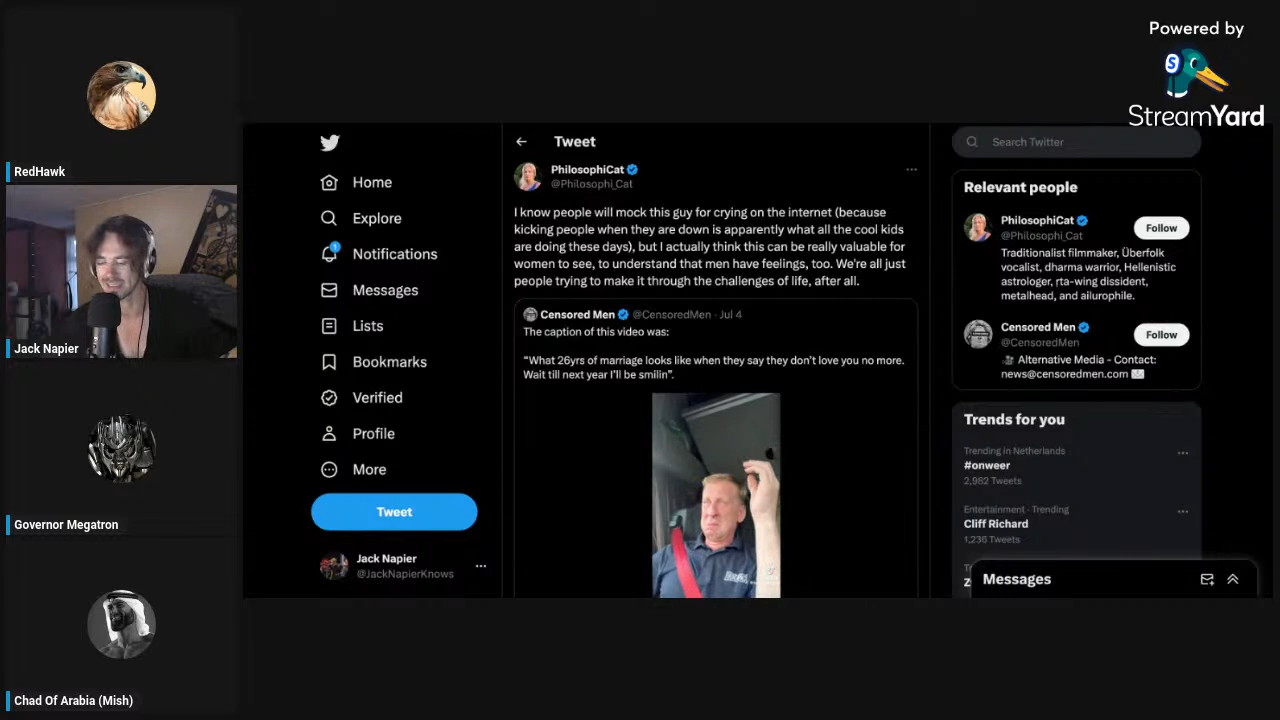 Powered by
StreamYard
RedHawk
Jack Napier
Governor Megatron
Chad Of Arabia (Mish)
Home
Explore
1
Notifications
Messages
Lists
Bookmarks
Verified
Profile
More
Tweet
Jack Napier
@JackNapierKnows
Tweet
PhilosophiCat
@Philosophi_Cat
I know people will mock this guy for crying on the internet (because
kicking people when they are down is apparently what all the cool kids
are doing these days), but I actually think this can be really valuable for
women to see, to understand that men have feelings, too. We're all just
people trying to make it through the challenges of life, after all.
Censored Men @CensoredMen · Jul 4
The caption of this video was:
"What 26yrs of marriage looks like when they say they don't love you no more.
Wait till next year I'll be smilin".
Search Twitter
Relevant people
PhilosophiCat
@Philosophi_Cat
Follow
Traditionalist filmmaker, Überfolk
vocalist, dharma warrior, Hellenistic
astrologer, rta-wing dissident,
metalhead, and ailurophile.
Censored Men
@CensoredMen
Follow
Alternative Media - Contact:
news@censoredmen.com
Trends for you
Trending in Netherlands
#onweer
2,982 Tweets
Entertainment · Trending
Cliff Richard
1,236 Tweets
Messages